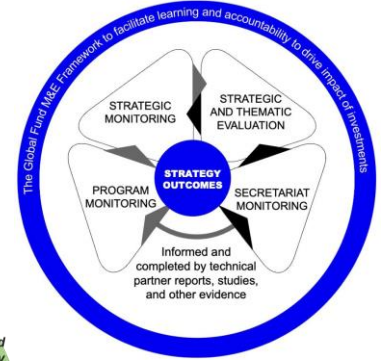 The Global Fund M&E Framework to facilitate learning and accountability to drive impact of investments
STRATEGIC
MONITORING
STRATEGIC
AND THEMATIC
EVALUATION
STRATEGY
OUTCOMES
PROGRAM
MONITORING
SECRETARIAT
MONITORING
Informed and
completed by technical
partner reports, studies,
and other evidence